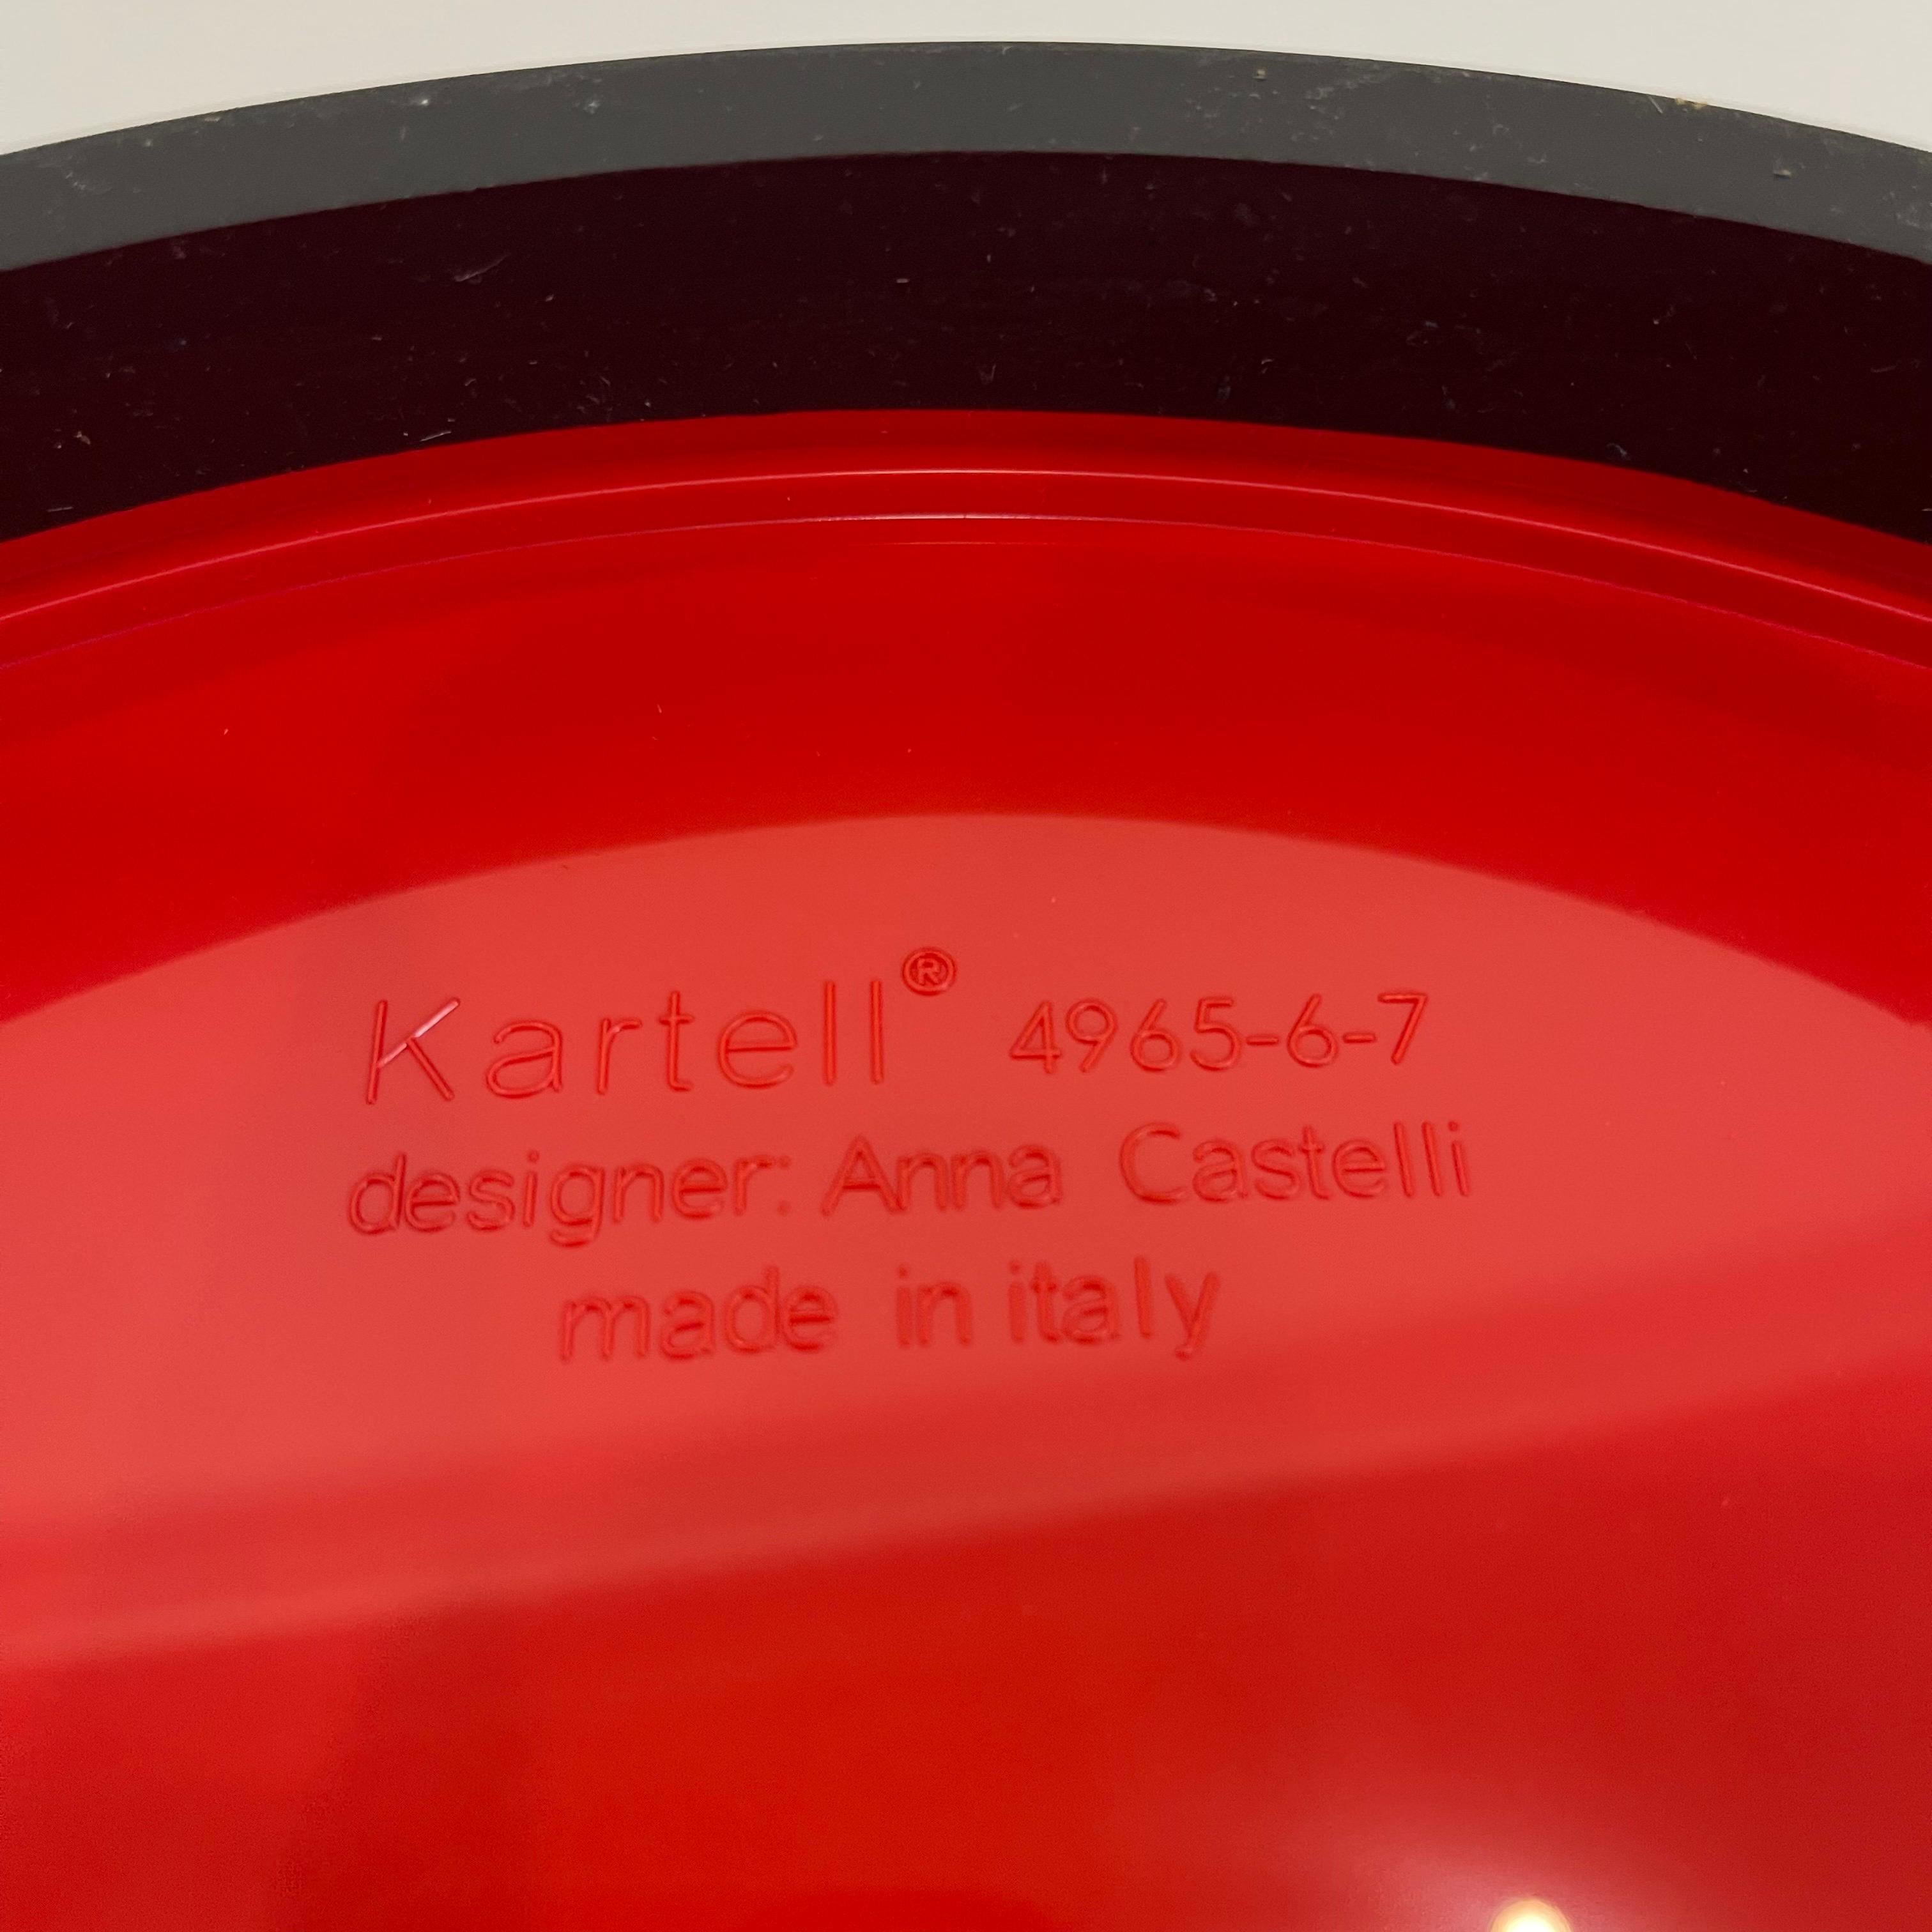 Kartell® 4965-6-7
designer: Anna Castelli
made in italy